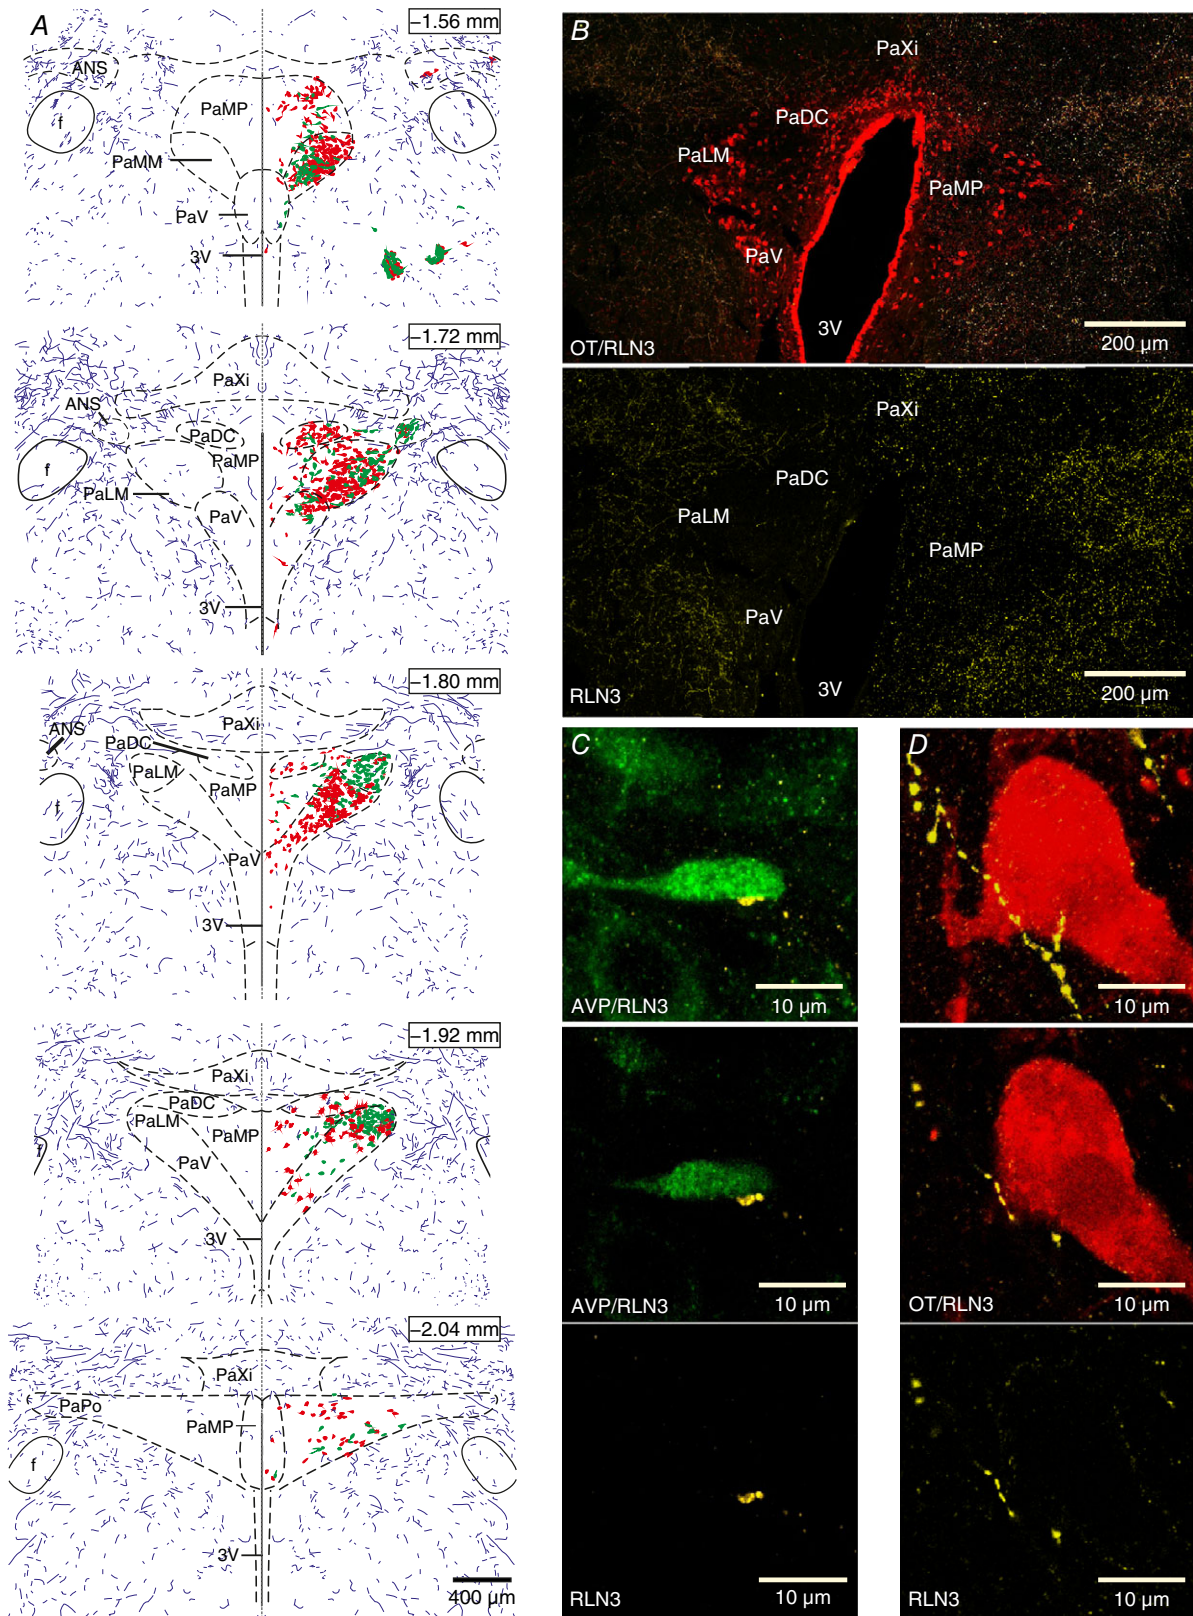 A
–1.56 mm
ANS
f
PaMP
PaMM
PaV
3V
–1.72 mm
PaXi
ANS
PaDC
PaMP
f
PaLM
PaV
3V
–1.80 mm
PaXi
ANS
PaDC
PaLM
PaMP
f
PaV
3V
–1.92 mm
PaXi
PaDC
PaLM
PaMP
f
PaV
3V
–2.04 mm
PaXi
PaPo
PaMP
f
3V
400 µm
B
PaXi
PaDC
PaLM
PaMP
PaV
3V
OT/RLN3
200 µm
PaXi
PaDC
PaLM
PaMP
PaV
3V
RLN3
200 µm
C
AVP/RLN3
10 µm
AVP/RLN3
10 µm
RLN3
10 µm
D
10 µm
OT/RLN3
10 µm
RLN3
10 µm